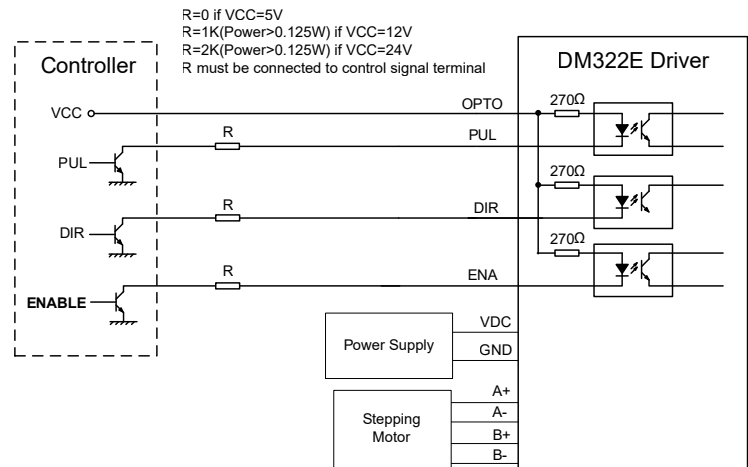 R=0 if VCC=5V
R=1K(Power>0.125W) if VCC=12V
R=2K(Power>0.125W) if VCC=24V
R must be connected to control signal terminal
Controller
DM322E Driver
VCC
OPTO
270Ω
PUL
R
PUL
270Ω
DIR
R
DIR
270Ω
ENABLE
R
ENA
Power Supply
VDC
GND
Stepping
Motor
A+
A-
B+
B-